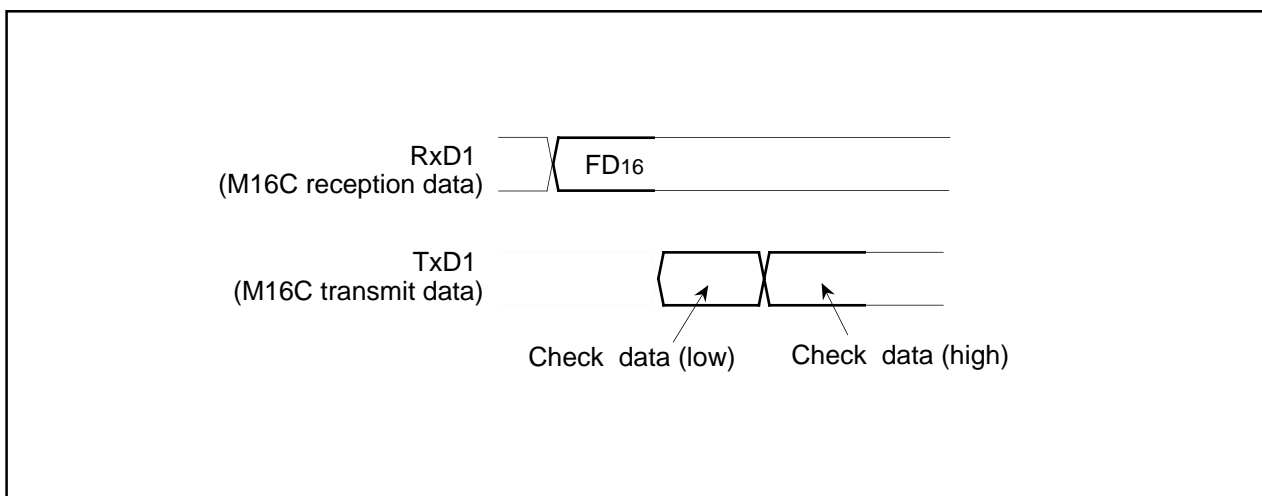 RxD1
(M16C reception data)
FD16
TxD1
(M16C transmit data)
Check data (low)
Check data (high)